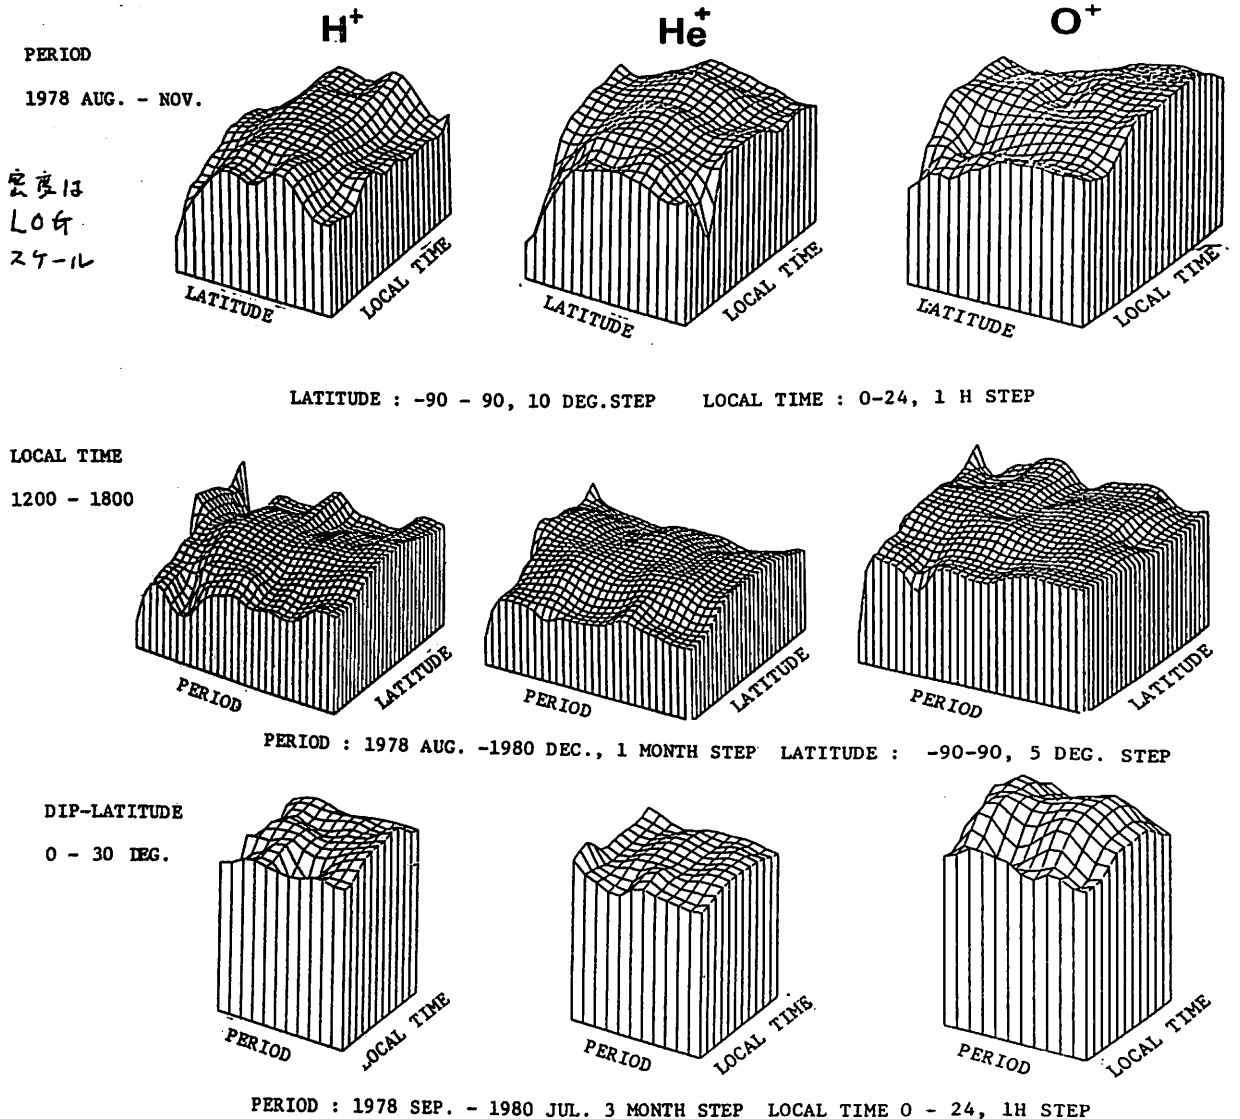 H+ He+ O+
PERIOD
1978 AUG. - NOV.
密度は
LOG
スケール
LATITUDE LOCAL TIME LATITUDE LOCAL TIME LATITUDE LOCAL TIME
LATITUDE : -90 - 90, 10 DEG.STEP LOCAL TIME : 0-24, 1 H STEP
LOCAL TIME
1200 - 1800
PERIOD LATITUDE PERIOD LATITUDE PERIOD LATITUDE
PERIOD : 1978 AUG. -1980 DEC., 1 MONTH STEP LATITUDE : -90-90, 5 DEG. STEP
DIP-LATITUDE
0 - 30 DEG.
PERIOD LOCAL TIME PERIOD LOCAL TIME PERIOD LOCAL TIME
PERIOD : 1978 SEP. - 1980 JUL. 3 MONTH STEP LOCAL TIME 0 - 24, 1H STEP